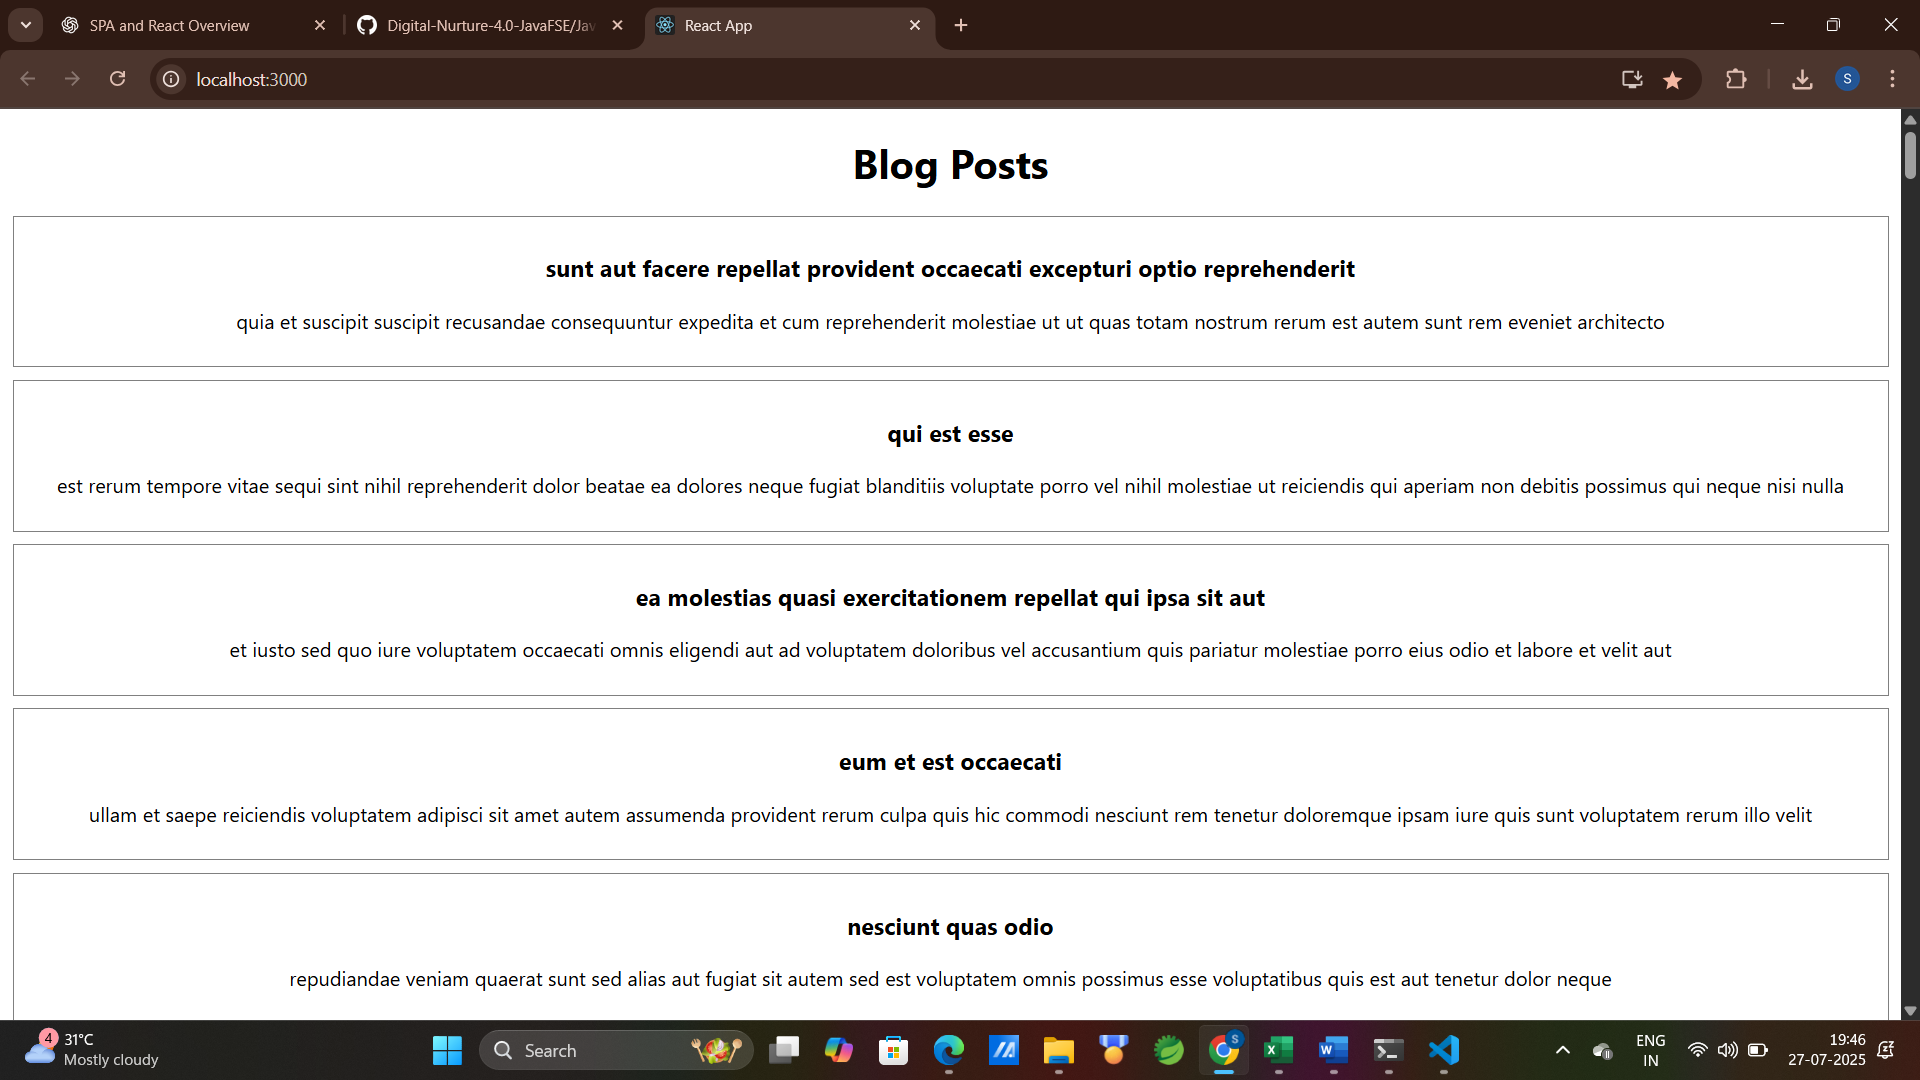 SPA and React Overview
Digital-Nurture-4.0-JavaFSE/Jav
React App
localhost:3000
S
Blog Posts
sunt aut facere repellat provident occaecati excepturi optio reprehenderit
quia et suscipit suscipit recusandae consequuntur expedita et cum reprehenderit molestiae ut ut quas totam nostrum rerum est autem sunt rem eveniet architecto
qui est esse
est rerum tempore vitae sequi sint nihil reprehenderit dolor beatae ea dolores neque fugiat blanditiis voluptate porro vel nihil molestiae ut reiciendis qui aperiam non debitis possimus qui neque nisi nulla
ea molestias quasi exercitationem repellat qui ipsa sit aut
et iusto sed quo iure voluptatem occaecati omnis eligendi aut ad voluptatem doloribus vel accusantium quis pariatur molestiae porro eius odio et labore et velit aut
eum et est occaecati
ullam et saepe reiciendis voluptatem adipisci sit amet autem assumenda provident rerum culpa quis hic commodi nesciunt rem tenetur doloremque ipsam iure quis sunt voluptatem rerum illo velit
nesciunt quas odio
repudiandae veniam quaerat sunt sed alias aut fugiat sit autem sed est voluptatem omnis possimus esse voluptatibus quis est aut tenetur dolor neque
4
31°C
Mostly cloudy
Search
S
X
W
ENG
IN
19:46
27-07-2025